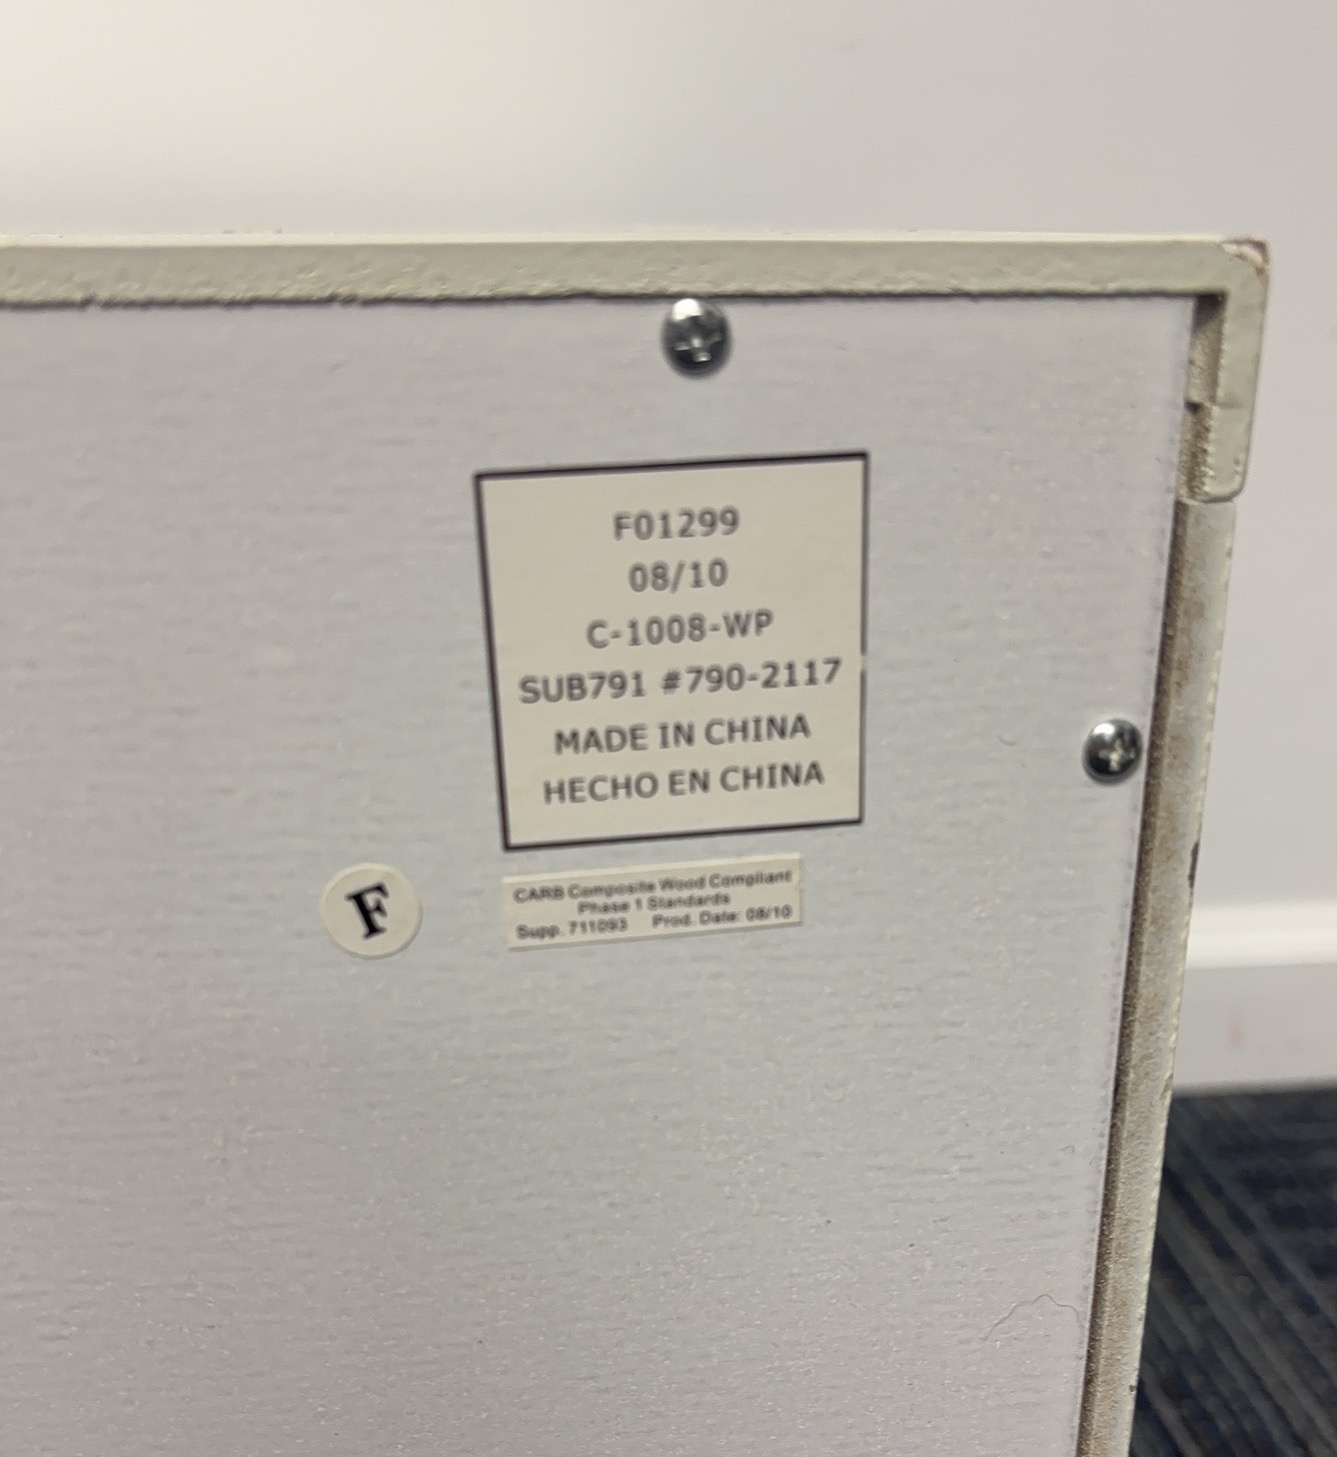 F01299
08/10
C-1008-WP
SUB791 #790-2117
MADE IN CHINA
HECHO EN CHINA
F
CARB Composite Wood Compliant
Phase 1 Standards
Supp. 711093 Prod. Date: 08/10